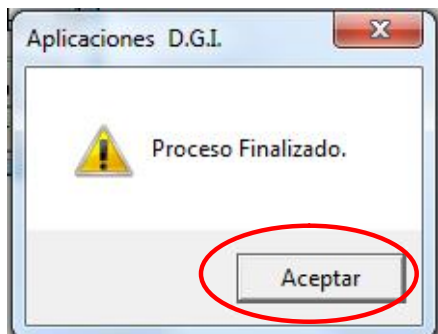 Aplicaciones D.G.I.
Proceso Finalizado.
Aceptar